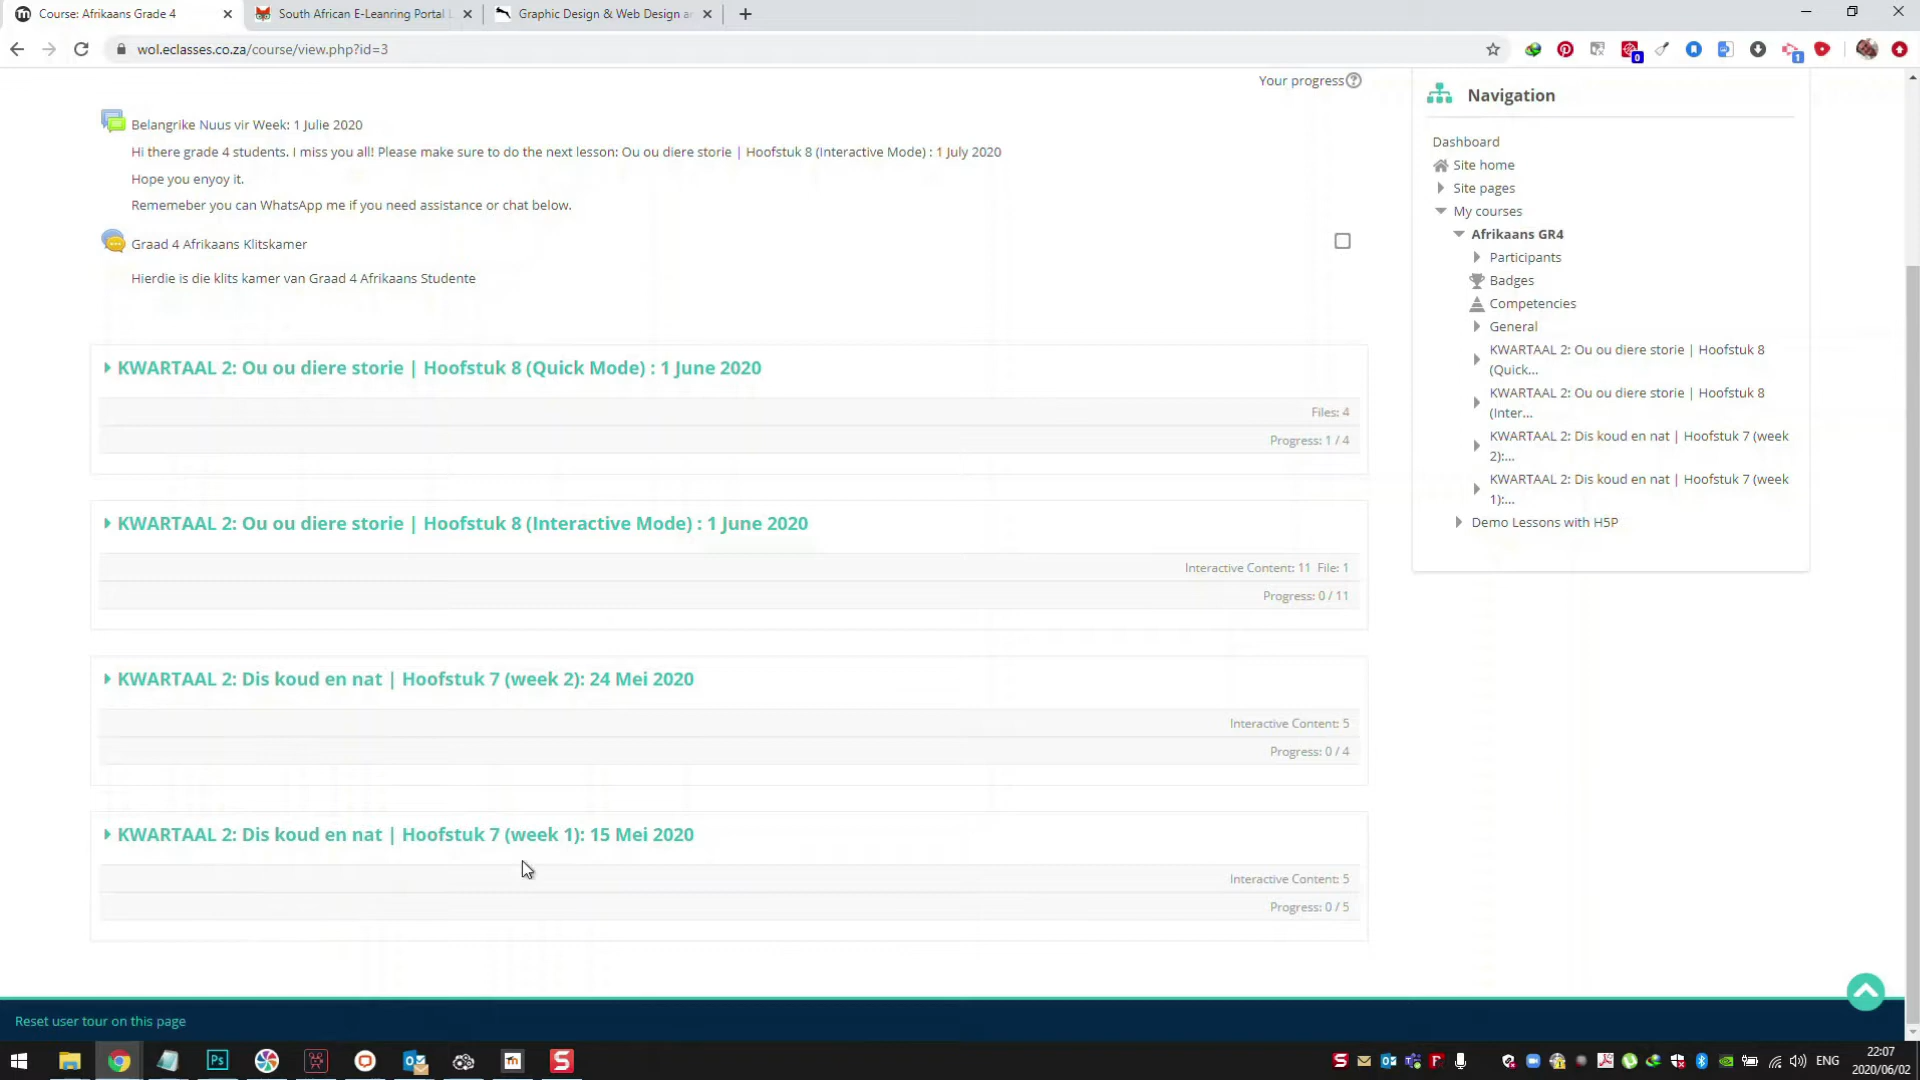 Course: Afrikaans Grade 4
South African E-Leanring Portal
Graphic Design & Web Design
wol.eclasses.co.za/course/view.php?id=3
Your progress
Belangrike Nuus vir Week: 1 Julie 2020
Hi there grade 4 students. I miss you all! Please make sure to do the next lesson: Ou ou diere storie | Hoofstuk 8 (Interactive Mode) : 1 July 2020
Hope you enyoy it.
Rememeber you can WhatsApp me if you need assistance or chat below.
Graad 4 Afrikaans Klitskamer
Hierdie is die klits kamer van Graad 4 Afrikaans Studente
KWARTAAL 2: Ou ou diere storie | Hoofstuk 8 (Quick Mode) : 1 June 2020
Files: 4
Progress: 1 / 4
KWARTAAL 2: Ou ou diere storie | Hoofstuk 8 (Interactive Mode) : 1 June 2020
Interactive Content: 11 File: 1
Progress: 0 / 11
KWARTAAL 2: Dis koud en nat | Hoofstuk 7 (week 2): 24 Mei 2020
Interactive Content: 5
Progress: 0 / 4
KWARTAAL 2: Dis koud en nat | Hoofstuk 7 (week 1): 15 Mei 2020
Interactive Content: 5
Progress: 0 / 5
Navigation
Dashboard
Site home
Site pages
My courses
Afrikaans GR4
Participants
Badges
Competencies
General
KWARTAAL 2: Ou ou diere storie | Hoofstuk 8
(Quick...
KWARTAAL 2: Ou ou diere storie | Hoofstuk 8
(Inter...
KWARTAAL 2: Dis koud en nat | Hoofstuk 7 (week
2):...
KWARTAAL 2: Dis koud en nat | Hoofstuk 7 (week
1):...
Demo Lessons with H5P
Reset user tour on this page
Ps
ENG
22:07
2020/06/02